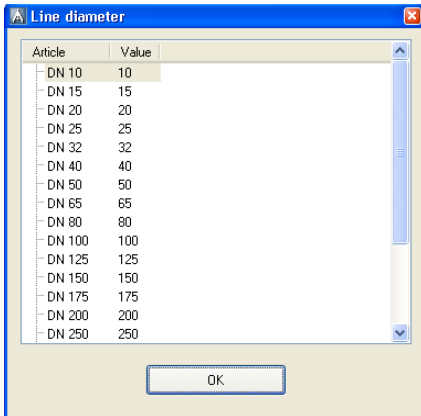 Line diameter
Article Value
DN 10 10
DN 15 15
DN 20 20
DN 25 25
DN 32 32
DN 40 40
DN 50 50
DN 65 65
DN 80 80
DN 100 100
DN 125 125
DN 150 150
DN 175 175
DN 200 200
DN 250 250
OK